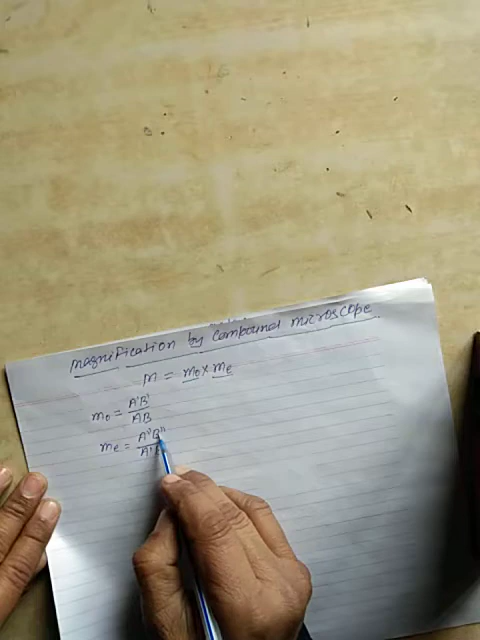 Magnification by Compound microscope
M = mo × me
mo = A'B' / AB
me = A"B" / A'B